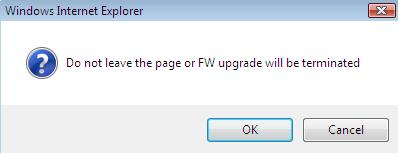 Windows Internet Explorer
Do not leave the page or FW upgrade will be terminated
OK
Cancel